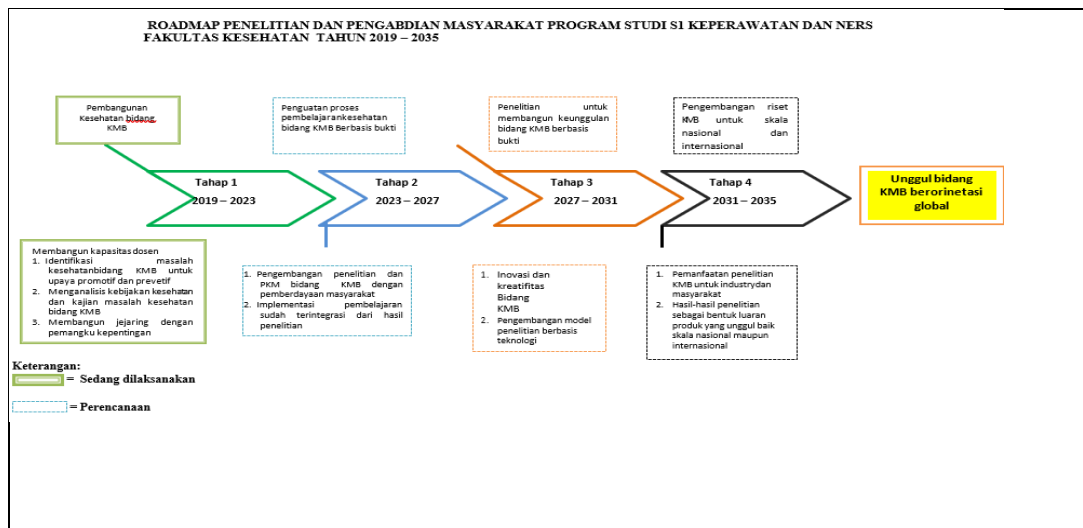 ROADMAP PENELITIAN DAN PENGABDIAN MASYARAKAT PROGRAM STUDI S1 KEPERAWATAN DAN NERS
FAKULTAS KESEHATAN TAHUN 2019 – 2035
Pembangunan
Kesehatan bidang
KMB
Penguatan proses
pembelajarankesehatan
bidang KMB Berbasis bukti
Penelitian untuk
membangun keunggulan
bidang KMB berbasis
bukti
Pengembangan riset
KMB untuk skala
nasional dan
internasional
Tahap 1
2019 – 2023
Tahap 2
2023 – 2027
Tahap 3
2027 – 2031
Tahap 4
2031 – 2035
Unggul bidang
KMB berorinetasi
global
Membangun kapasitas dosen
1. Identifikasi masalah
kesehatanbidang KMB untuk
upaya promotif dan prevetif
2. Menganalisis kebijakan kesehatan
dan kajian masalah kesehatan
bidang KMB
3. Membangun jejaring dengan
pemangku kepentingan
1. Pengembangan penelitian dan
PKM bidang KMB dengan
pemberdayaan masyarakat
2. Implementasi pembelajaran
sudah terintegrasi dari hasil
penelitian
1. Inovasi dan
kreatifitas
Bidang
KMB
2. Pengembangan model
penelitian berbasis
teknologi
1. Pemanfaatan penelitian
KMB untuk industrydan
masyarakat
2. Hasil-hasil penelitian
sebagai bentuk luaran
produk yang unggul baik
skala nasional maupun
internasional
Keterangan:
= Sedang dilaksanakan
= Perencanaan